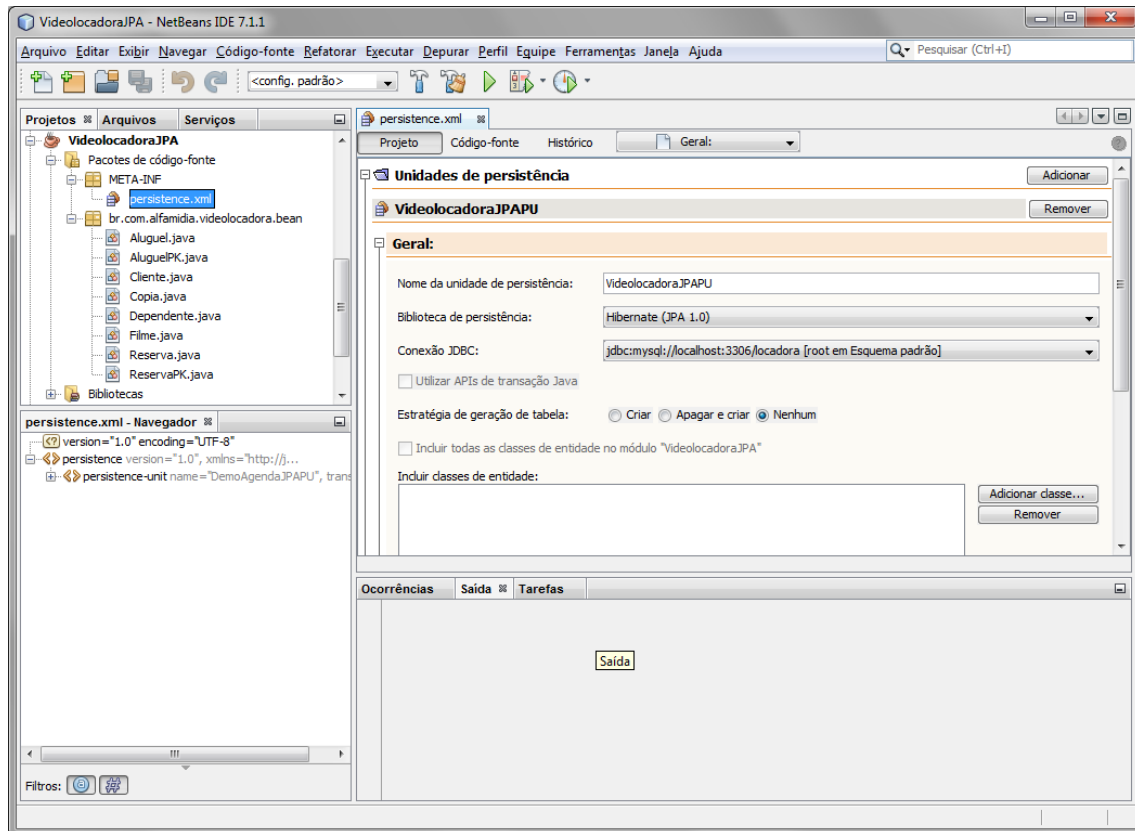 VideolocadoraJPA - NetBeans IDE 7.1.1
Arquivo Editar Exibir Navegar Código-fonte Refatorar Executar Depurar Perfil Equipe Ferramentas Janela Ajuda
Pesquisar (Ctrl+I)
<config. padrão>
Projetos Arquivos Serviços
VideolocadoraJPA
Pacotes de código-fonte
META-INF
persistence.xml
br.com.alfamidia.videolocadora.bean
Aluguel.java
AluguelPK.java
Cliente.java
Copia.java
Dependente.java
Filme.java
Reserva.java
ReservaPK.java
Bibliotecas
persistence.xml - Navegador
version="1.0" encoding="UTF-8"
persistence version="1.0", xmlns="http://j...
persistence-unit name="DemoAgendaJPAPU", trans
Filtros:
persistence.xml
Projeto Código-fonte Histórico Geral:
Unidades de persistência Adicionar
VideolocadoraJPAPU Remover
Geral:
Nome da unidade de persistência: VideolocadoraJPAPU
Biblioteca de persistência: Hibernate (JPA 1.0)
Conexão JDBC: jdbc:mysql://localhost:3306/locadora [root em Esquema padrão]
Utilizar APIs de transação Java
Estratégia de geração de tabela: Criar Apagar e criar Nenhum
Incluir todas as classes de entidade no módulo "VideolocadoraJPA"
Incluir classes de entidade:
Adicionar classe...
Remover
Ocorrências Saída Tarefas
Saída